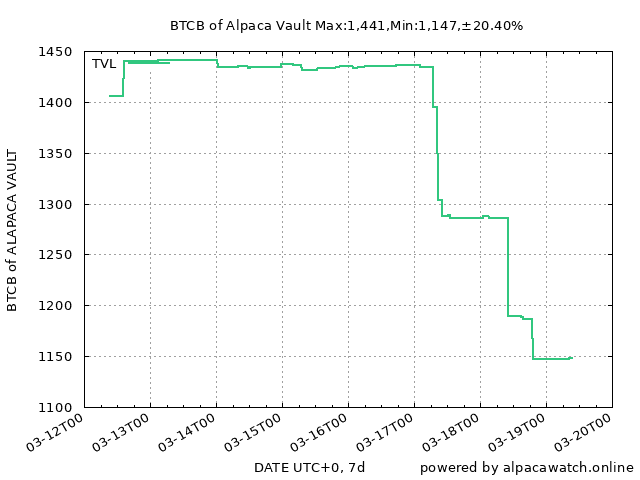 BTCB of Alpaca Vault Max:1,441,Min:1,147,±20.40%
TVL
1450
1400
1350
1300
1250
1200
1150
1100
BTCB of ALAPACA VAULT
03-12T00
03-13T00
03-14T00
03-15T00
03-16T00
03-17T00
03-18T00
03-19T00
03-20T00
DATE UTC+0, 7d
powered by alpacawatch.online